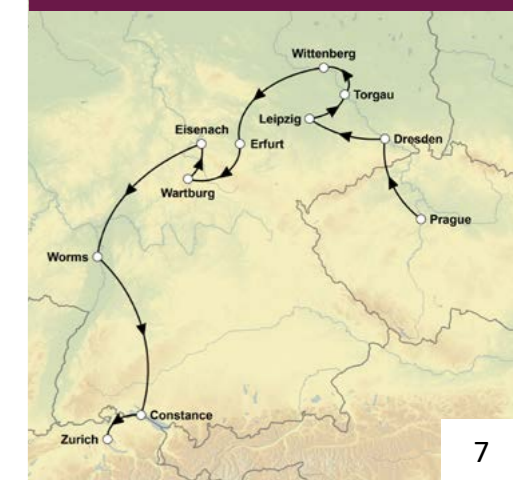 Wittenberg
Torgau
Leipzig
Eisenach
Erfurt
Dresden
Wartburg
Prague
Worms
Constance
Zurich
7